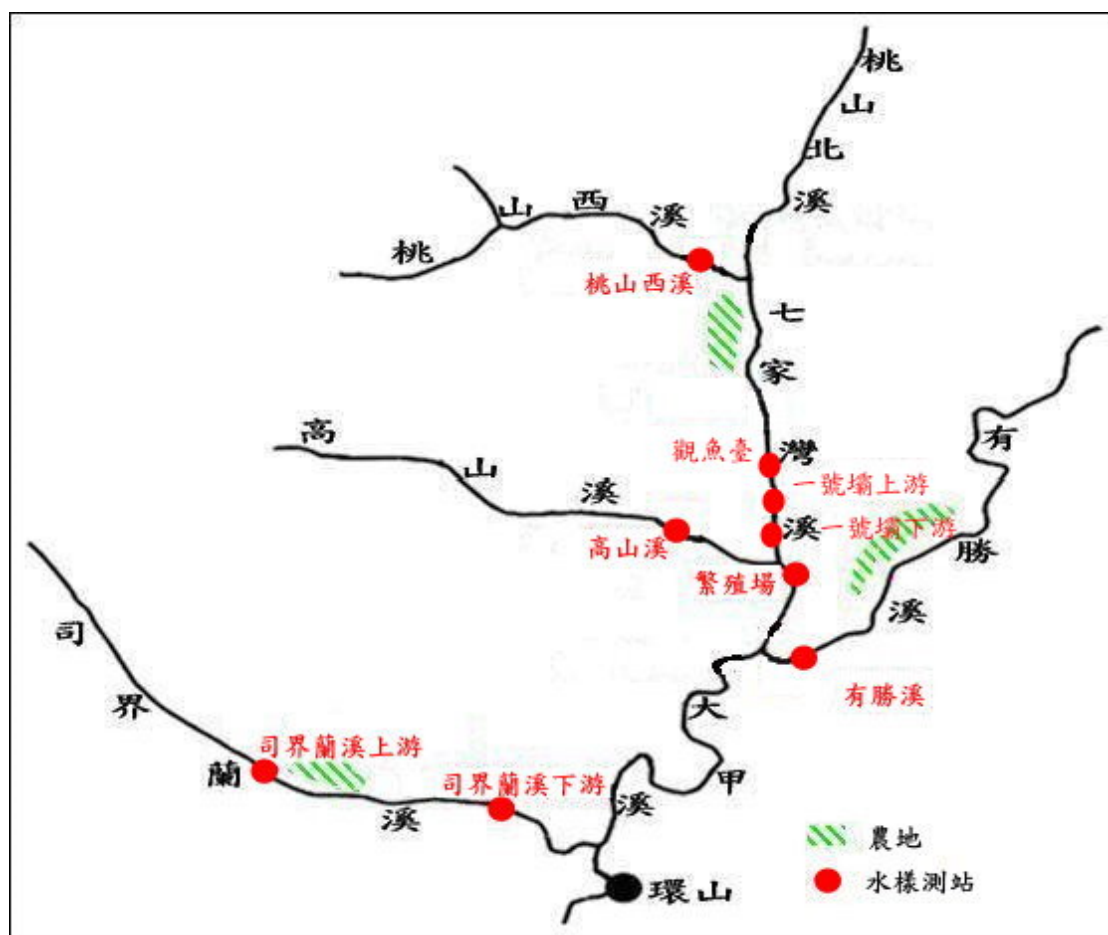 桃山北溪
桃山西溪
桃山西溪
七家灣溪
觀魚臺
一號壩上游
一號壩下游
高山溪
高山溪
繁殖場
有勝溪
有勝溪
司界蘭溪
司界蘭溪上游
司界蘭溪下游
大甲溪
環山
農地
水樣測站